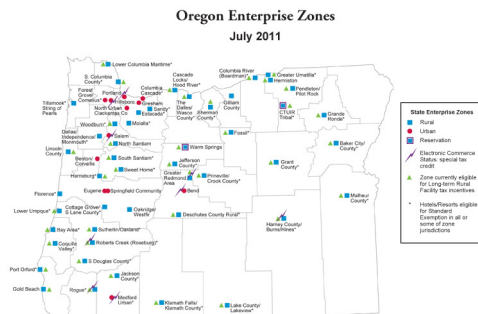 Oregon Enterprise Zones
July 2011
Lower Columbia Maritime*
S. Columbia
County*
Forest
Grove/
Cornelius*
Portland
Hillsboro
North Urban
Clackamas Co
Columbia
Cascade*
Gresham
Sandy*
Estacada*
Tillamook*
String of
Pearls
Woodburn*
Molalla*
Dallas/
Independence/
Monmouth*
Salem
North Santiam
Lincoln
County
Benton/
Corvallis
South Santiam*
Sweet Home*
Harrisburg*
Florence*
Eugene
Springfield Community
Cottage Grove/
S Lane County*
Oakridge/
Westfir
Lower Umpqua*
Bay Area*
Sutherlin/Oakland*
Coquille
Valley*
Roberts Creek (Roseburg)*
S Douglas County*
Port Orford*
Gold Beach
Rogue*
Jackson
County*
Medford
Urban*
Cascade
Locks/
Hood River*
The
Dalles/
Wasco
County*
Sherman
County*
Columbia River
(Boardman)*
Gilliam
County
Greater Umatilla*
Hermiston
Pendleton/
Pilot Rock
CTUIR
Tribal*
Grande
Ronde*
Fossil*
Baker City/
County*
Warm Springs
Jefferson
County*
Greater
Redmond
Area
Prineville/
Crook County*
Bend
Grant
County*
Deschutes County Rural*
Harney County/
Burns/Hines*
Malheur
County*
Klamath Falls/
Klamath County*
Lake County/
Lakeview*
State Enterprise Zones
Rural
Urban
Reservation
Electronic Commerce
Status: special tax
credit
Zone currently eligible
for Long-term Rural
Facility tax incentives
* Hotels/Resorts eligible
for Standard
Exemption in all or
some of zone
jurisdictions